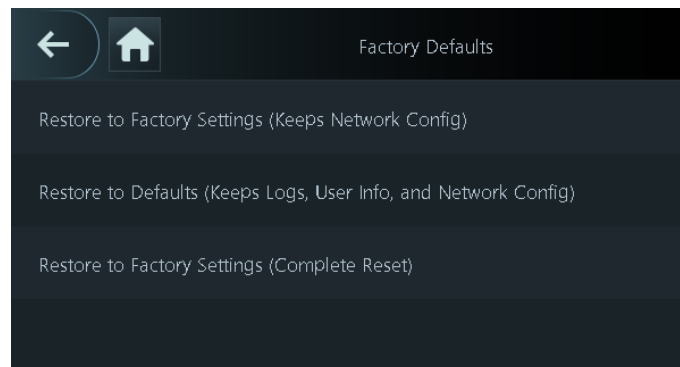 Factory Defaults
Restore to Factory Settings (Keeps Network Config)
Restore to Defaults (Keeps Logs, User Info, and Network Config)
Restore to Factory Settings (Complete Reset)